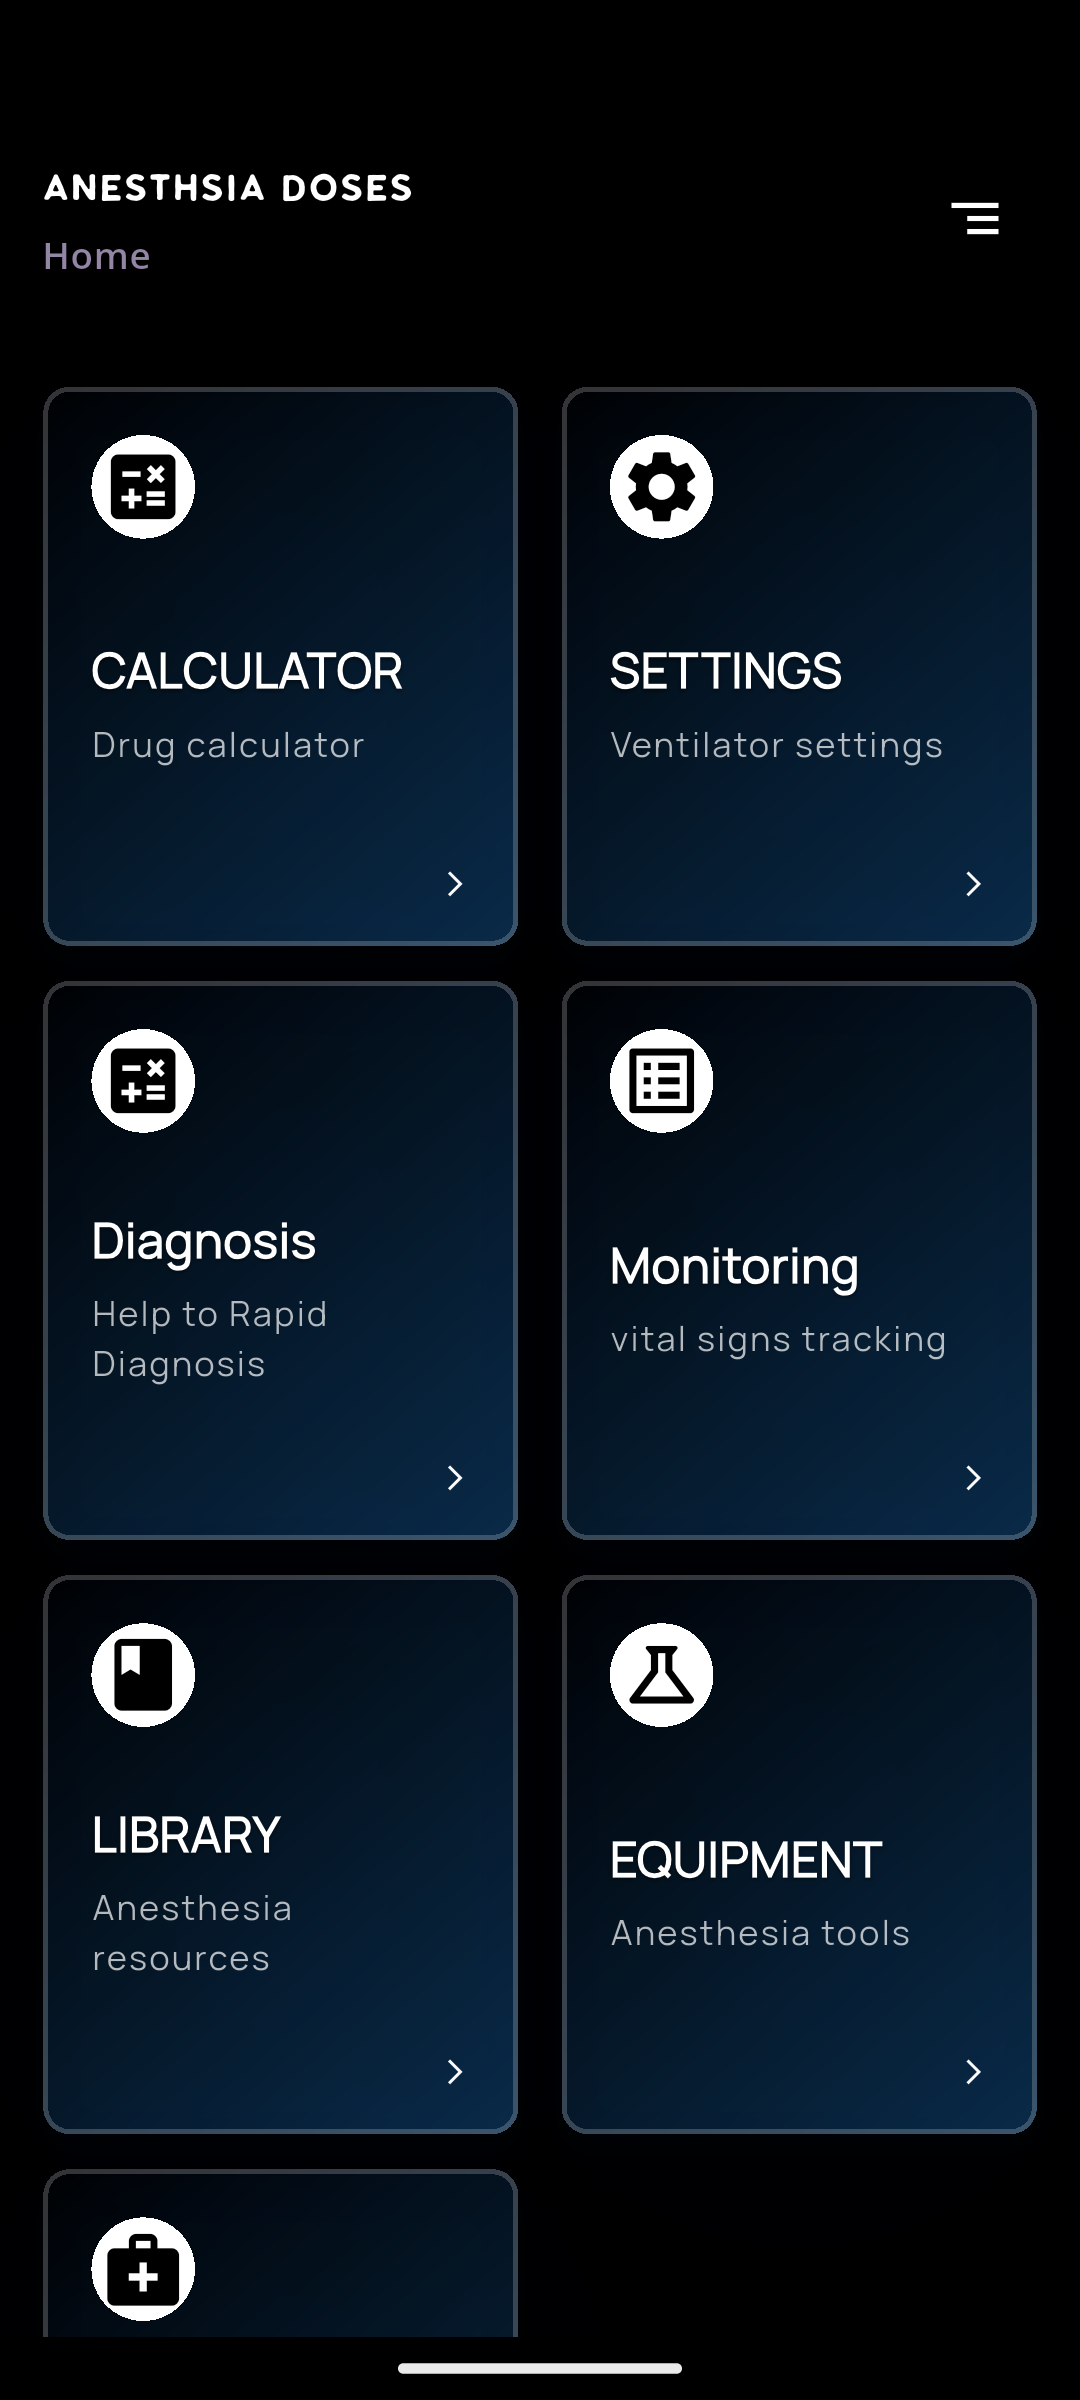 ANESTHSIA DOSES
Home
CALCULATOR
Drug calculator
SETTINGS
Ventilator settings
Diagnosis
Help to Rapid
Diagnosis
Monitoring
vital signs tracking
LIBRARY
Anesthesia
resources
EQUIPMENT
Anesthesia tools